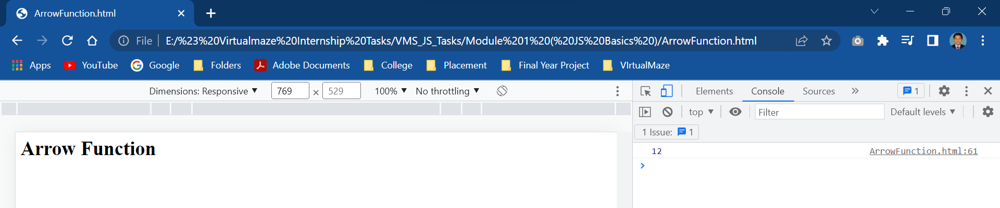 ArrowFunction.html
File E:/%23%20Virtualmaze%20Internship%20Tasks/VMS_JS_Tasks/Module%201%20(%20JS%20Basics%20)/ArrowFunction.html
Apps YouTube Google Folders Adobe Documents College Placement Final Year Project VIrtualMaze
Dimensions: Responsive ▼ 769 × 529 100% ▼ No throttling ▼
Elements Console Sources » 1
top ▼ Filter Default levels ▼
1 Issue: 1
Arrow Function
12 ArrowFunction.html:61